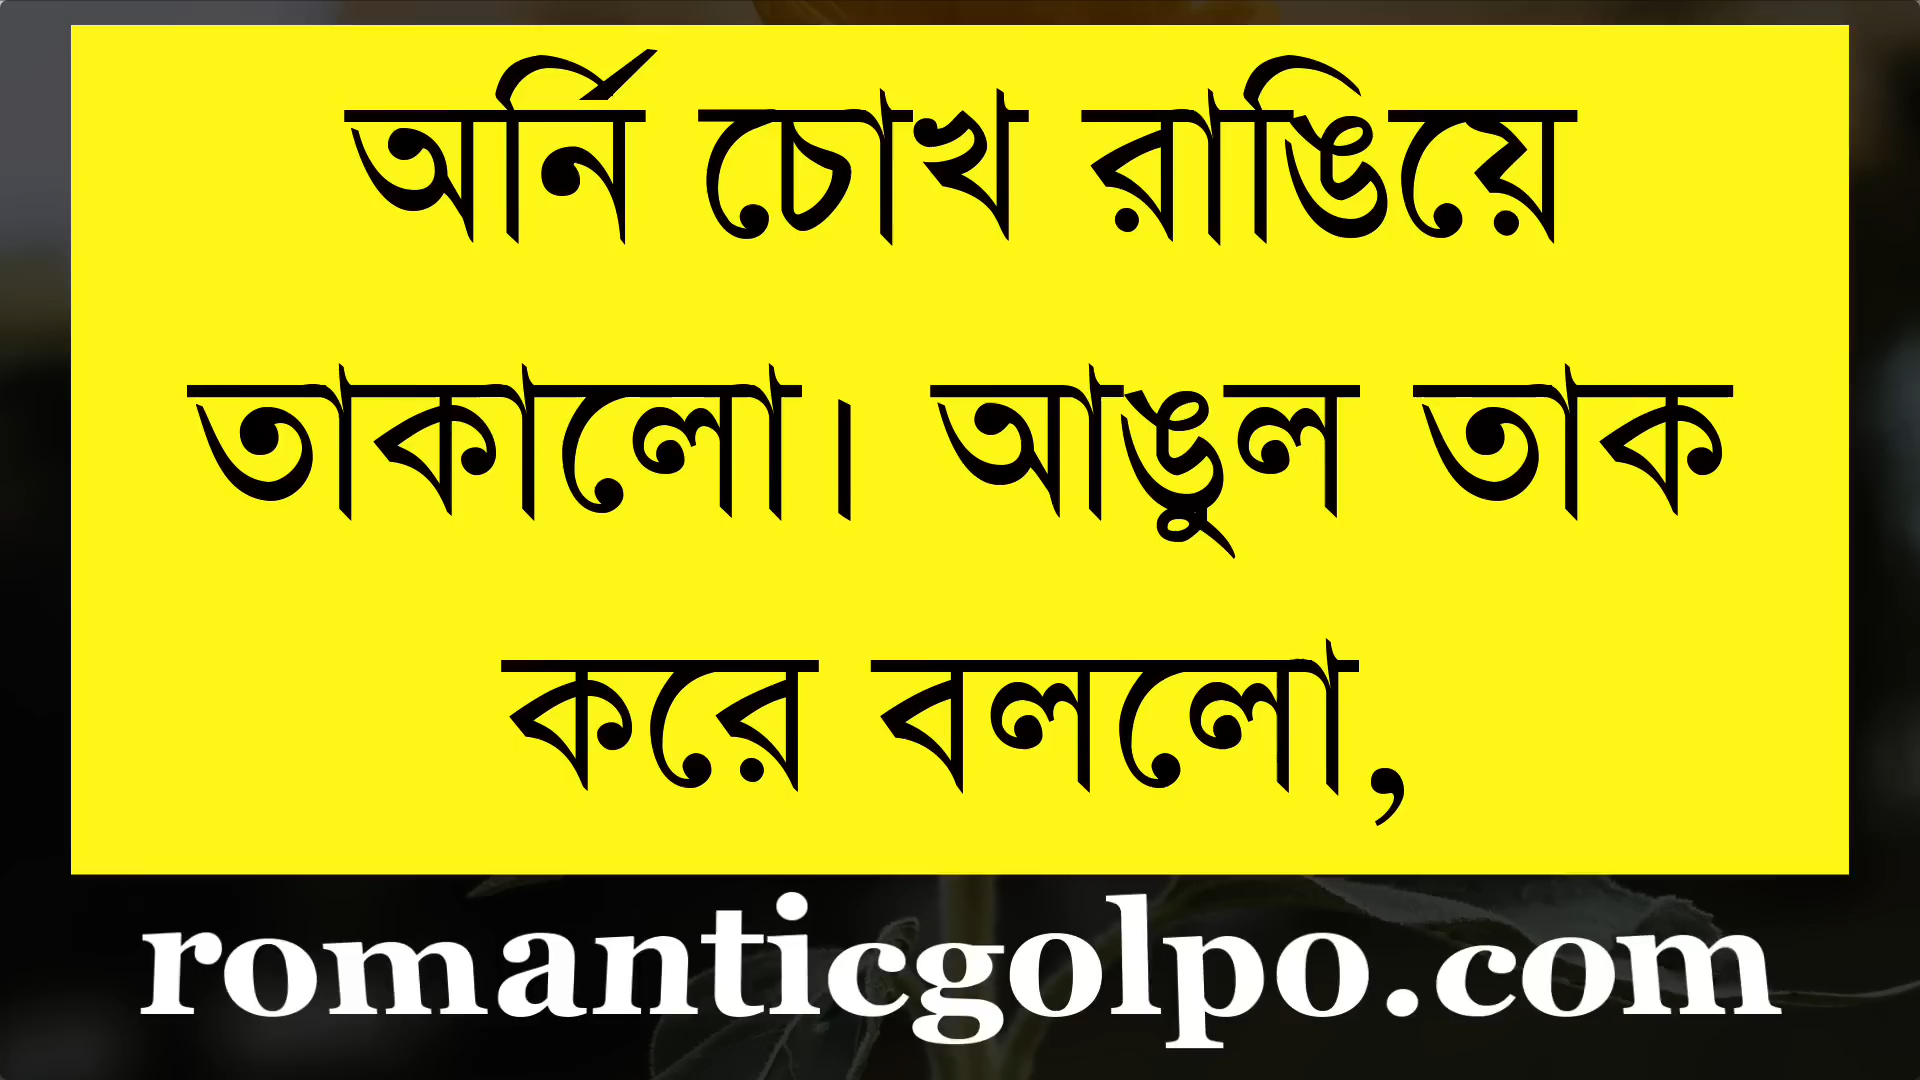 অর্নি চোখ রাঙিয়ে
তাকালো। আঙুল তাক
করে বললো,
romanticgolpo.com